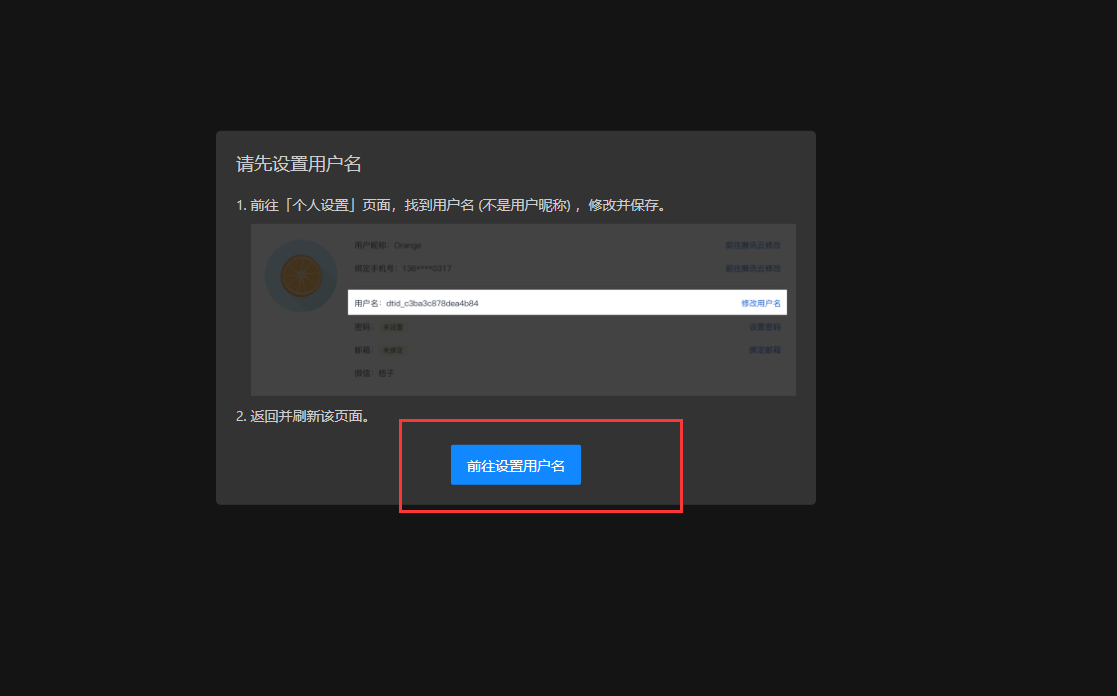 请先设置用户名
1. 前往「个人设置」页面，找到用户名 (不是用户昵称) ，修改并保存。
用户昵称：Orange 前往腾讯云修改
绑定手机号：136****0317 前往腾讯云修改
用户名：dtid_c3ba3c878dea4b84 修改用户名
密码： 未设置 设置密码
邮箱： 未绑定 绑定邮箱
微信：桔子
2. 返回并刷新该页面。
前往设置用户名